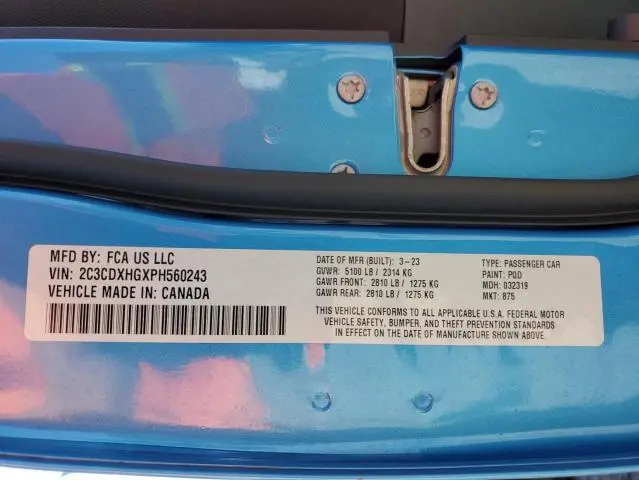 MFD BY: FCA US LLC
VIN: 2C3CDXHGXPH560243
VEHICLE MADE IN: CANADA
DATE OF MFR (BUILT): 3-23
GVWR: 5100 LB / 2314 KG
GAWR FRONT: 2810 LB / 1275 KG
GAWR REAR: 2810 LB / 1275 KG
TYPE: PASSENGER CAR
PAINT: PQD
MDH: 032319
MKT: 875
THIS VEHICLE CONFORMS TO ALL APPLICABLE U.S.A. FEDERAL MOTOR
VEHICLE SAFETY, BUMPER, AND THEFT PREVENTION STANDARDS
IN EFFECT ON THE DATE OF MANUFACTURE SHOWN ABOVE.